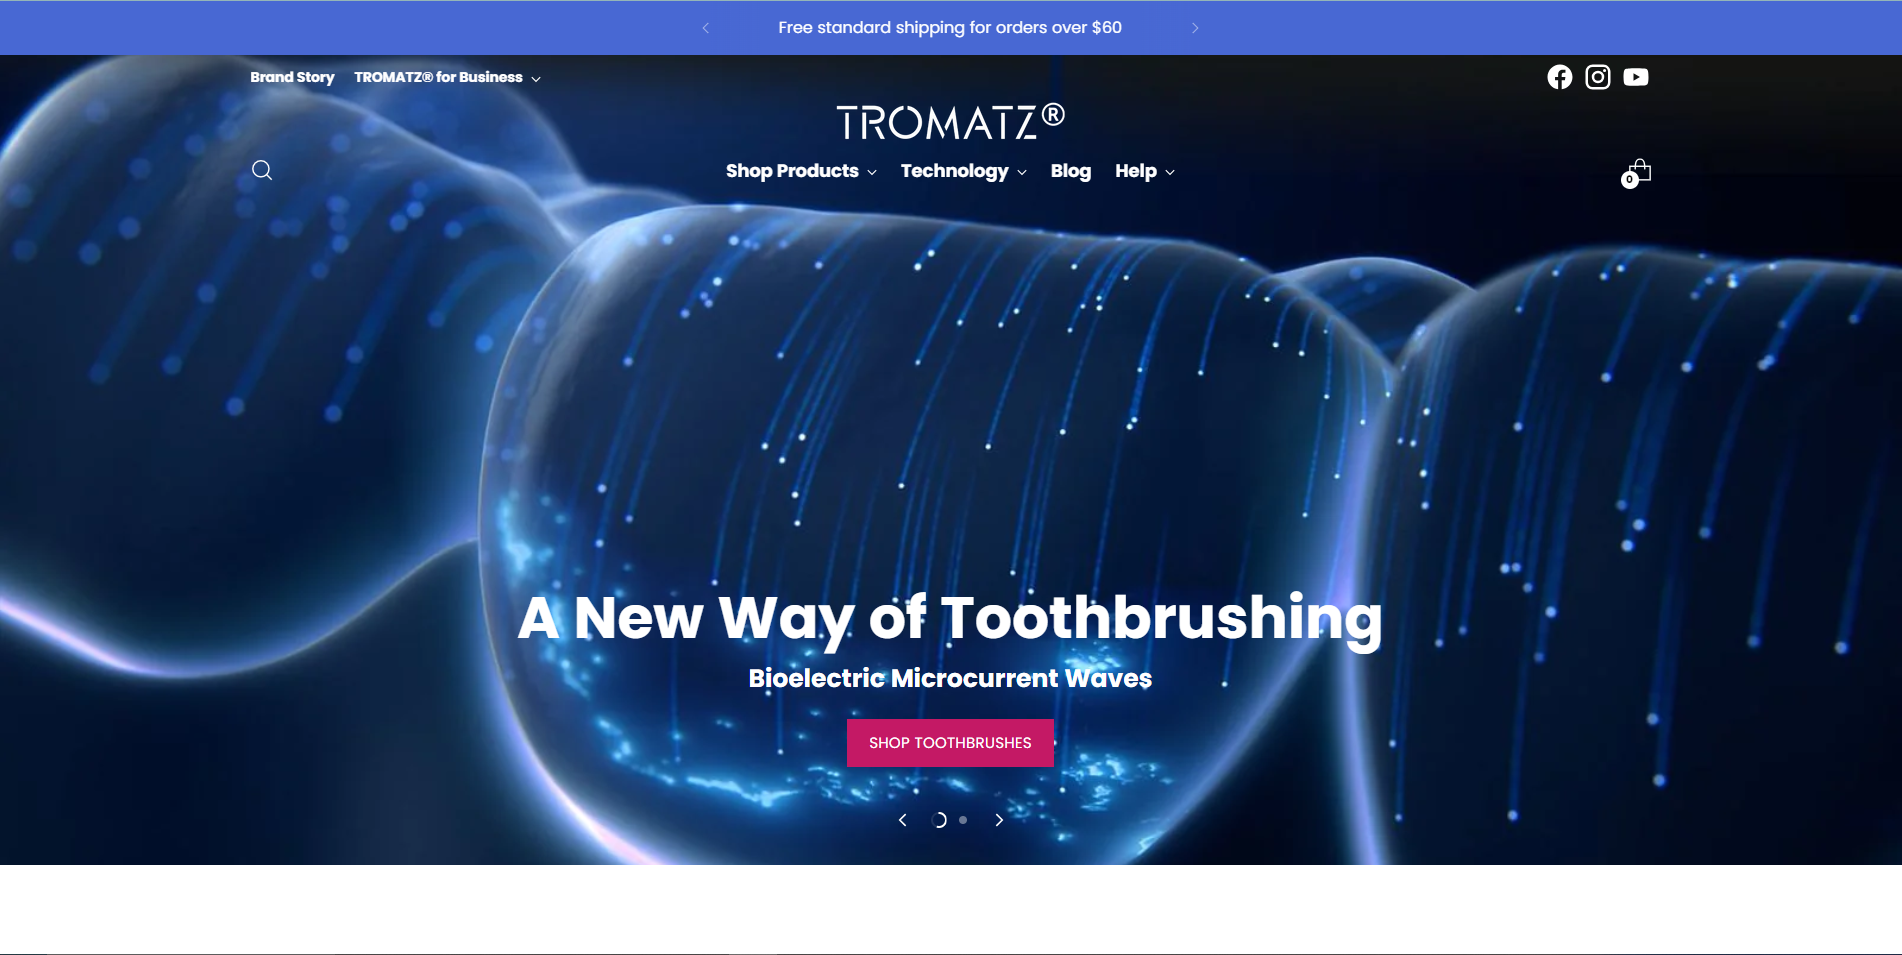 Free standard shipping for orders over $60
Brand Story
TROMATZ® for Business
TROMATZ®
Shop Products
Technology
Blog
Help
0
A New Way of Toothbrushing
Bioelectric Microcurrent Waves
SHOP TOOTHBRUSHES